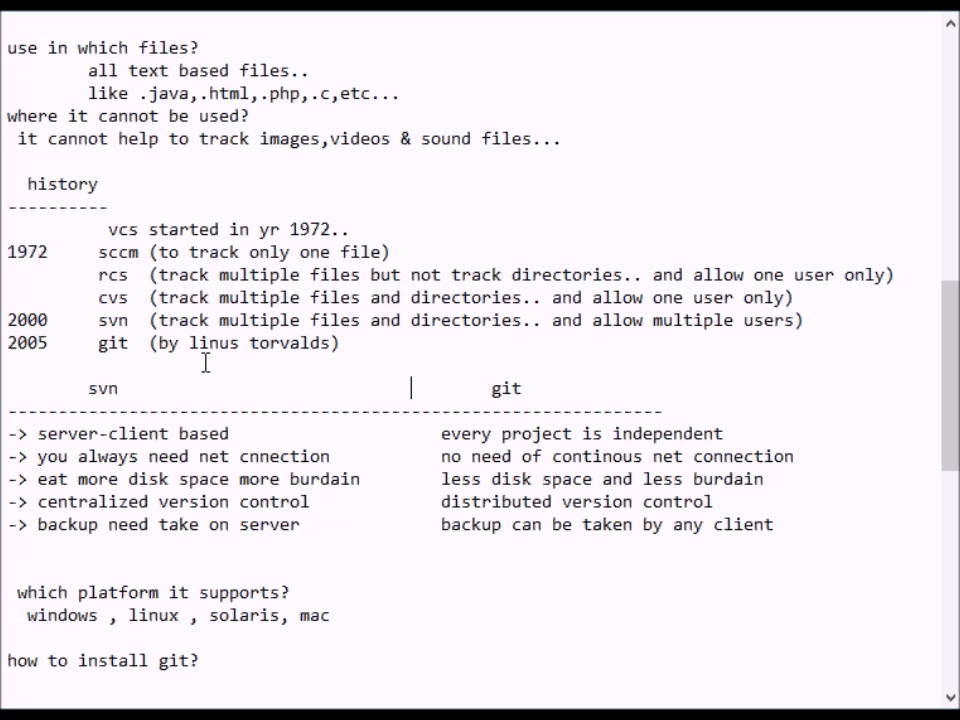 use in which files?
all text based files..
like .java,.html,.php,.c,etc...
where it cannot be used?
it cannot help to track images,videos & sound files...
history
----------
vcs started in yr 1972..
1972 sccm (to track only one file)
rcs (track multiple files but not track directories.. and allow one user only)
cvs (track multiple files and directories.. and allow one user only)
2000 svn (track multiple files and directories.. and allow multiple users)
2005 git (by linus torvalds)
svn | git
-----------------------------------------------------------------
-> server-client based every project is independent
-> you always need net cnnection no need of continous net connection
-> eat more disk space more burdain less disk space and less burdain
-> centralized version control distributed version control
-> backup need take on server backup can be taken by any client
which platform it supports?
windows , linux , solaris, mac
how to install git?